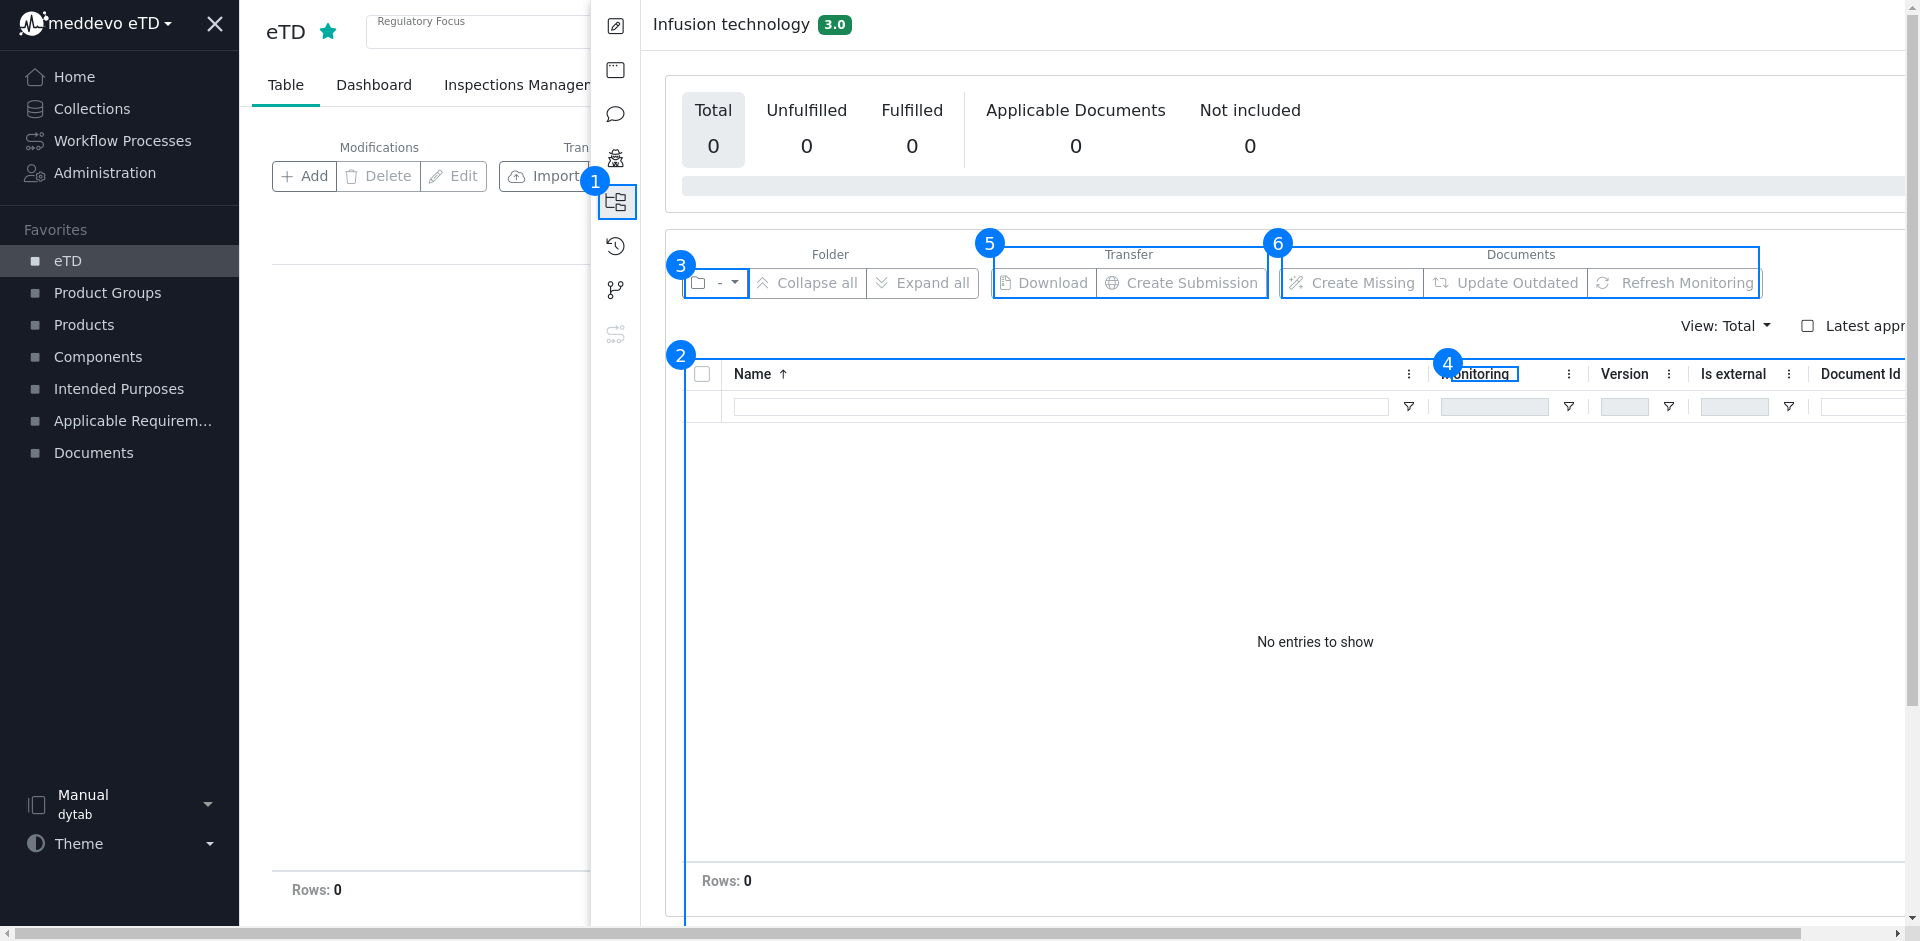 meddevo eTD
Home
Collections
Workflow Processes
Administration
Favorites
eTD
Product Groups
Products
Components
Intended Purposes
Applicable Requirem...
Documents
Manual
dytab
Theme
eTD
Regulatory Focus
Table
Dashboard
Inspections Manager
Modifications
Tran
Add
Delete
Edit
Import
Rows: 0
Infusion technology 3.0
Total
Unfulfilled
Fulfilled
Applicable Documents
Not included
0
0
0
0
0
1
2
3
4
5
6
Folder
Transfer
Documents
-
Collapse all
Expand all
Download
Create Submission
Create Missing
Update Outdated
Refresh Monitoring
View: Total
Latest appr
Name
onitoring
Version
Is external
Document Id
No entries to show
Rows: 0